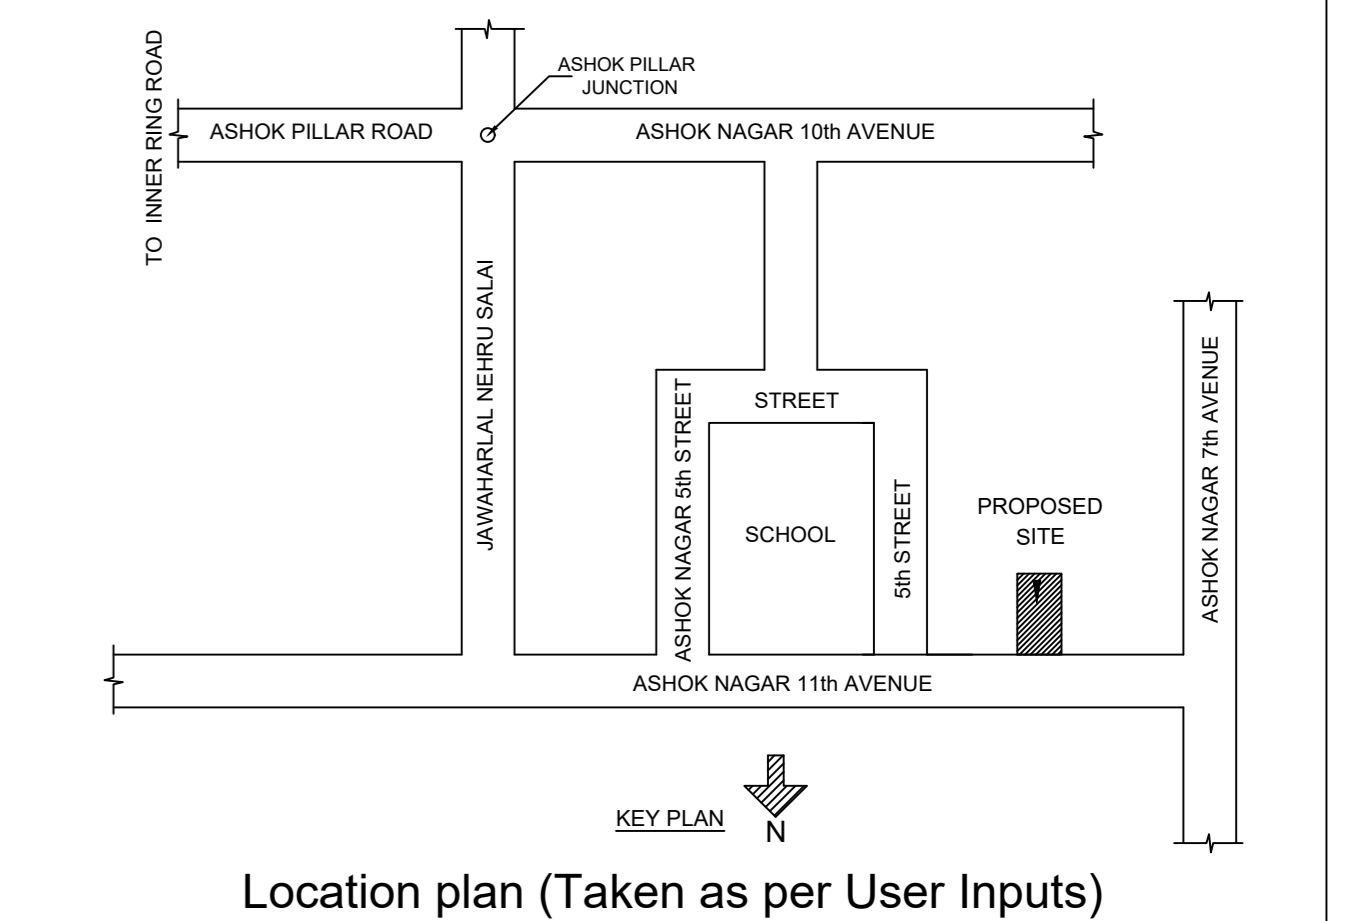 TO INNER RING ROAD
ASHOK PILLAR
JUNCTION
ASHOK PILLAR ROAD
ASHOK NAGAR 10th AVENUE
JAWAHARLAL NEHRU SALAI
ASHOK NAGAR 5th STREET
STREET
SCHOOL
5th STREET
PROPOSED
SITE
ASHOK NAGAR 7th AVENUE
ASHOK NAGAR 11th AVENUE
KEY PLAN
N
Location plan (Taken as per User Inputs)